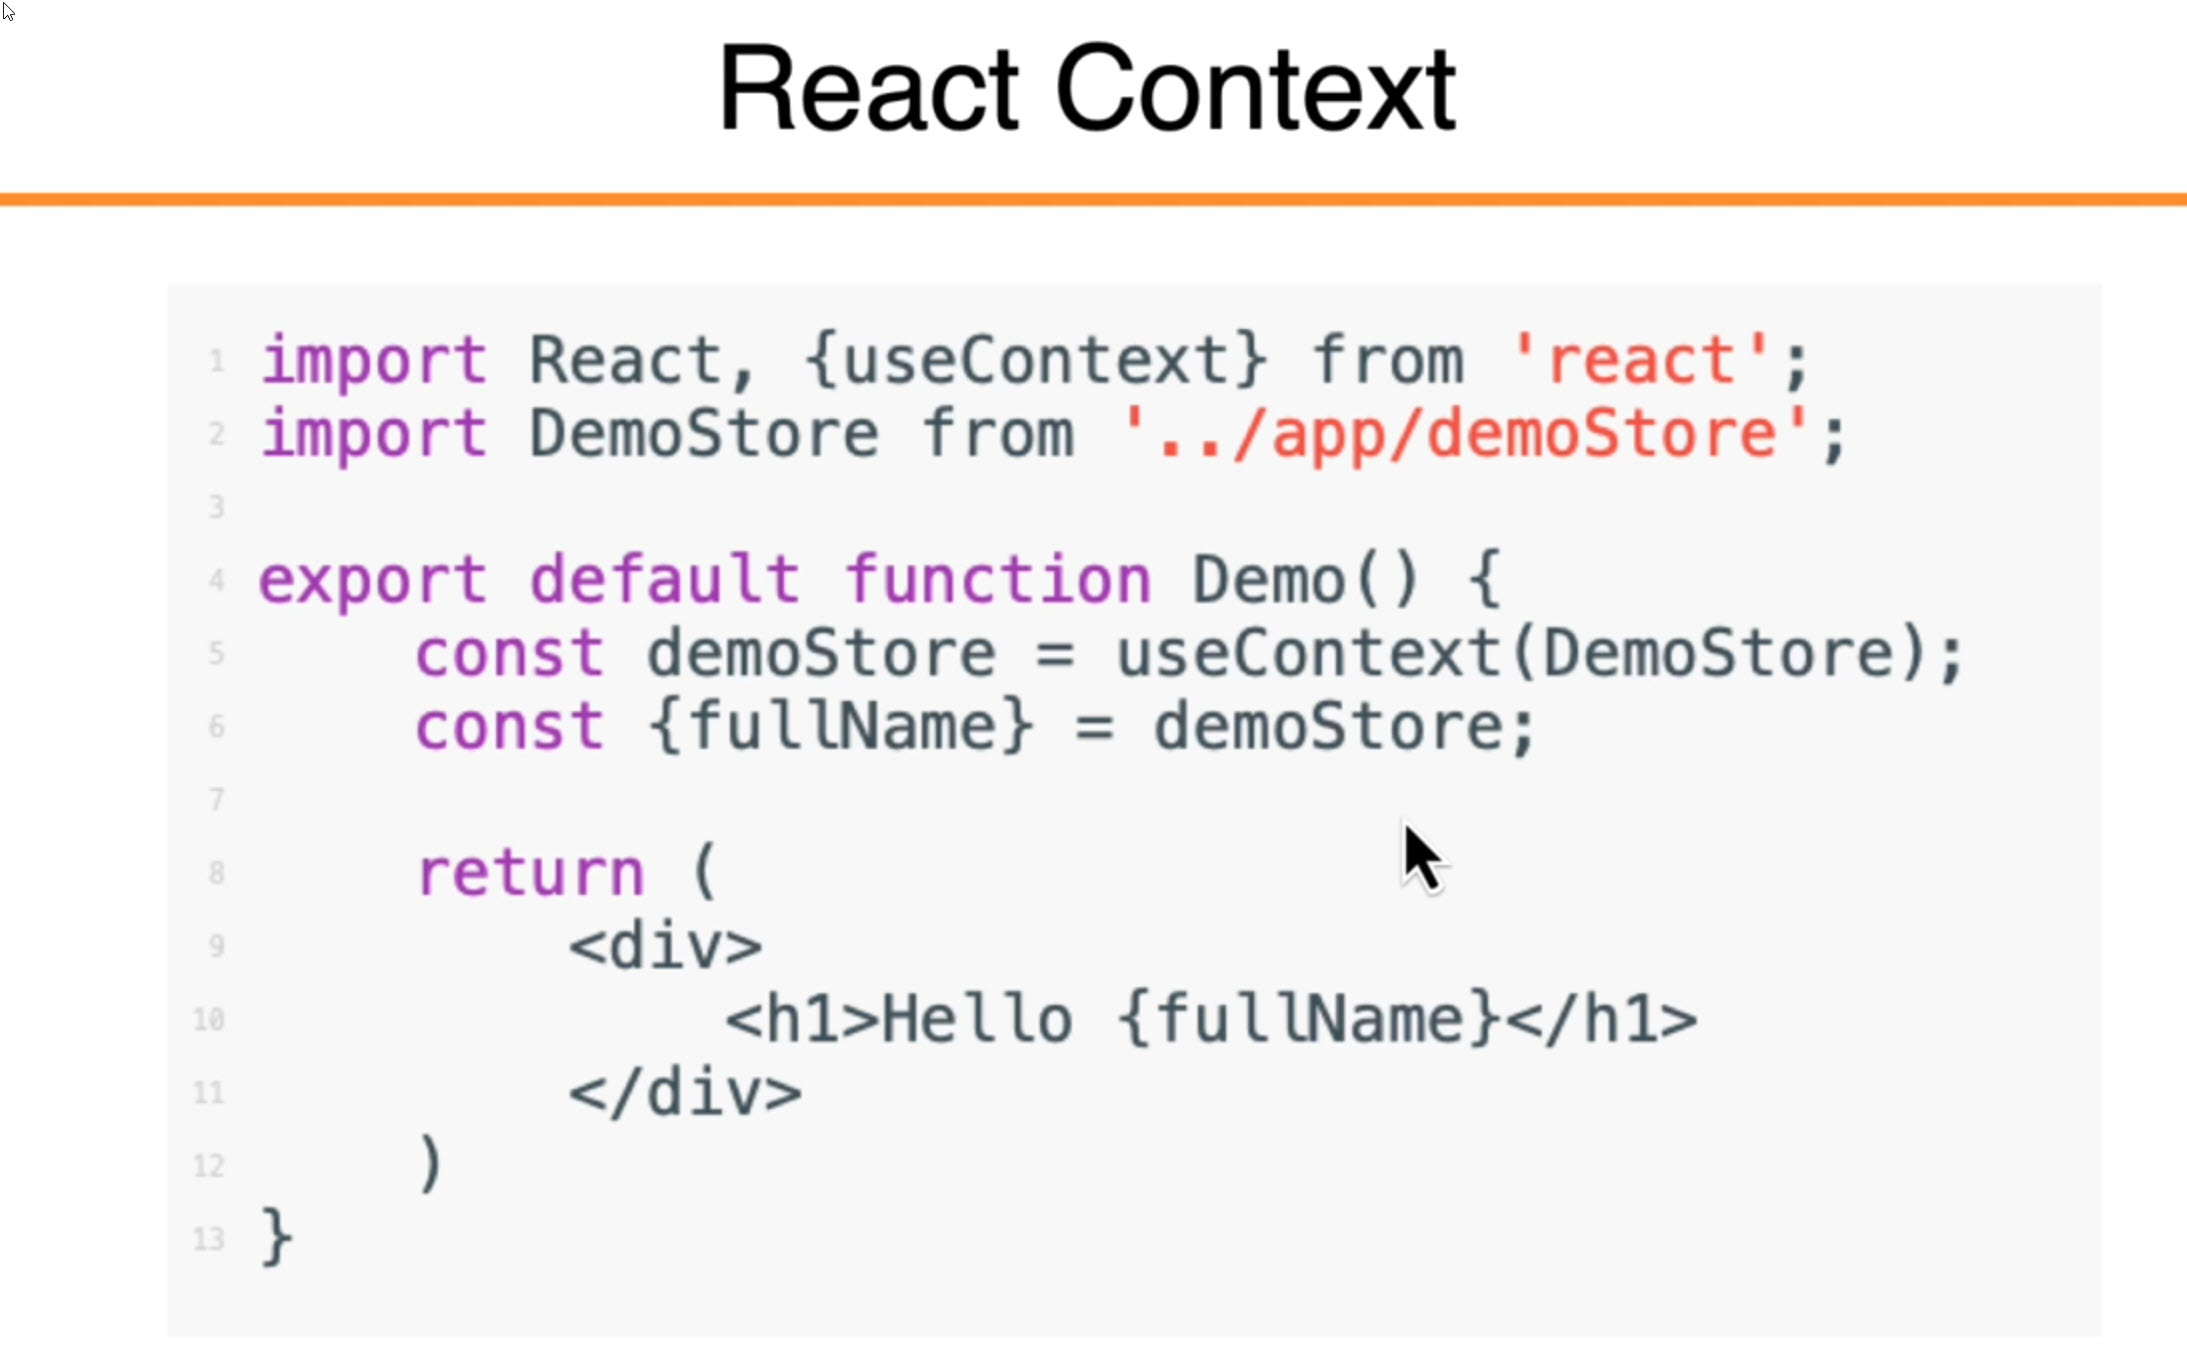 React Context
1 import React, {useContext} from 'react';
2 import DemoStore from '../app/demoStore';
3
4 export default function Demo() {
5     const demoStore = useContext(DemoStore);
6     const {fullName} = demoStore;
7
8     return (
9         <div>
10             <h1>Hello {fullName}</h1>
11         </div>
12     )
13 }